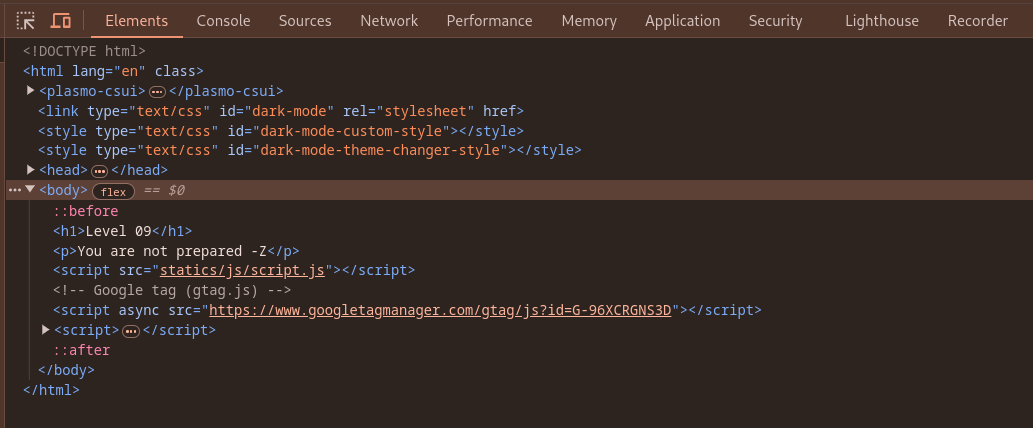 Elements Console Sources Network Performance Memory Application Security Lighthouse Recorder
<!DOCTYPE html>
<html lang="en" class>
<plasmo-csui>…</plasmo-csui>
<link type="text/css" id="dark-mode" rel="stylesheet" href>
<style type="text/css" id="dark-mode-custom-style"></style>
<style type="text/css" id="dark-mode-theme-changer-style"></style>
<head>…</head>
<body> flex == $0
::before
<h1>Level 09</h1>
<p>You are not prepared -Z</p>
<script src="statics/js/script.js"></script>
<!-- Google tag (gtag.js) -->
<script async src="https://www.googletagmanager.com/gtag/js?id=G-96XCRGNS3D"></script>
<script>…</script>
::after
</body>
</html>